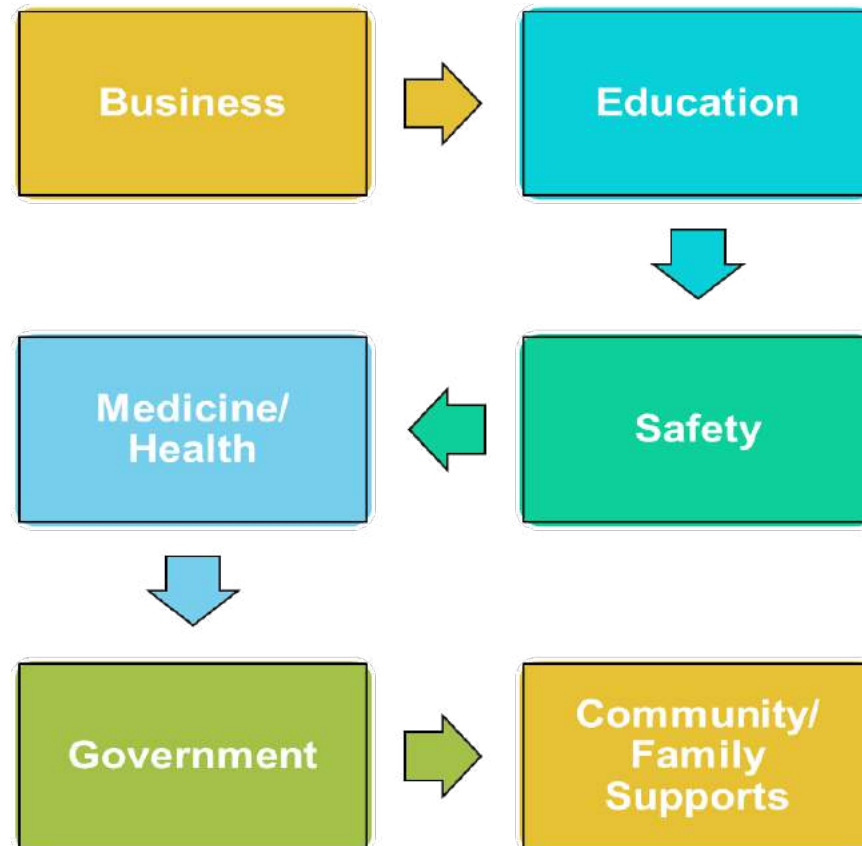 Business
Education
Safety
Medicine/
Health
Government
Community/
Family
Supports